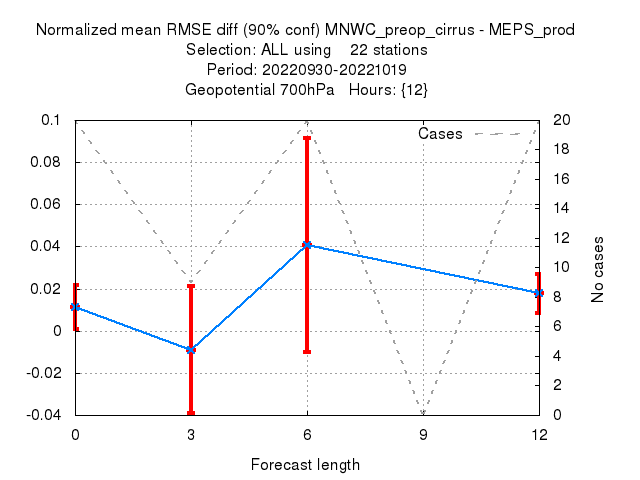 Normalized mean RMSE diff (90% conf) MNWC_preop_cirrus - MEPS_prod
Selection: ALL using    22 stations
Period: 20220930-20221019
Geopotential 700hPa   Hours: {12}
Cases
0.1
0.08
0.06
0.04
0.02
0
-0.02
-0.04
20
18
16
14
12
10
8
6
4
2
0
No cases
0 3 6 9 12
Forecast length